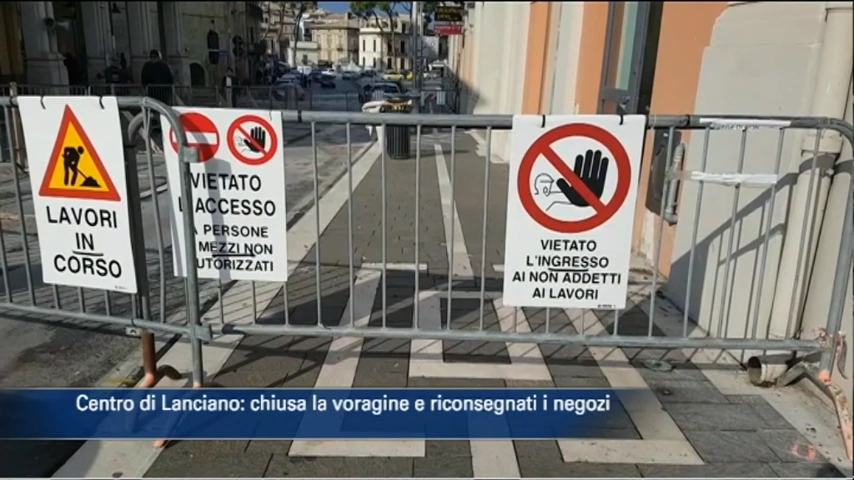 LAVORI
IN
CORSO
VIETATO
L'ACCESSO
A PERSONE
MEZZI NON
UTORIZZATI
VIETATO
L'INGRESSO
AI NON ADDETTI
AI LAVORI
Centro di Lanciano: chiusa la voragine e riconsegnati i negozi